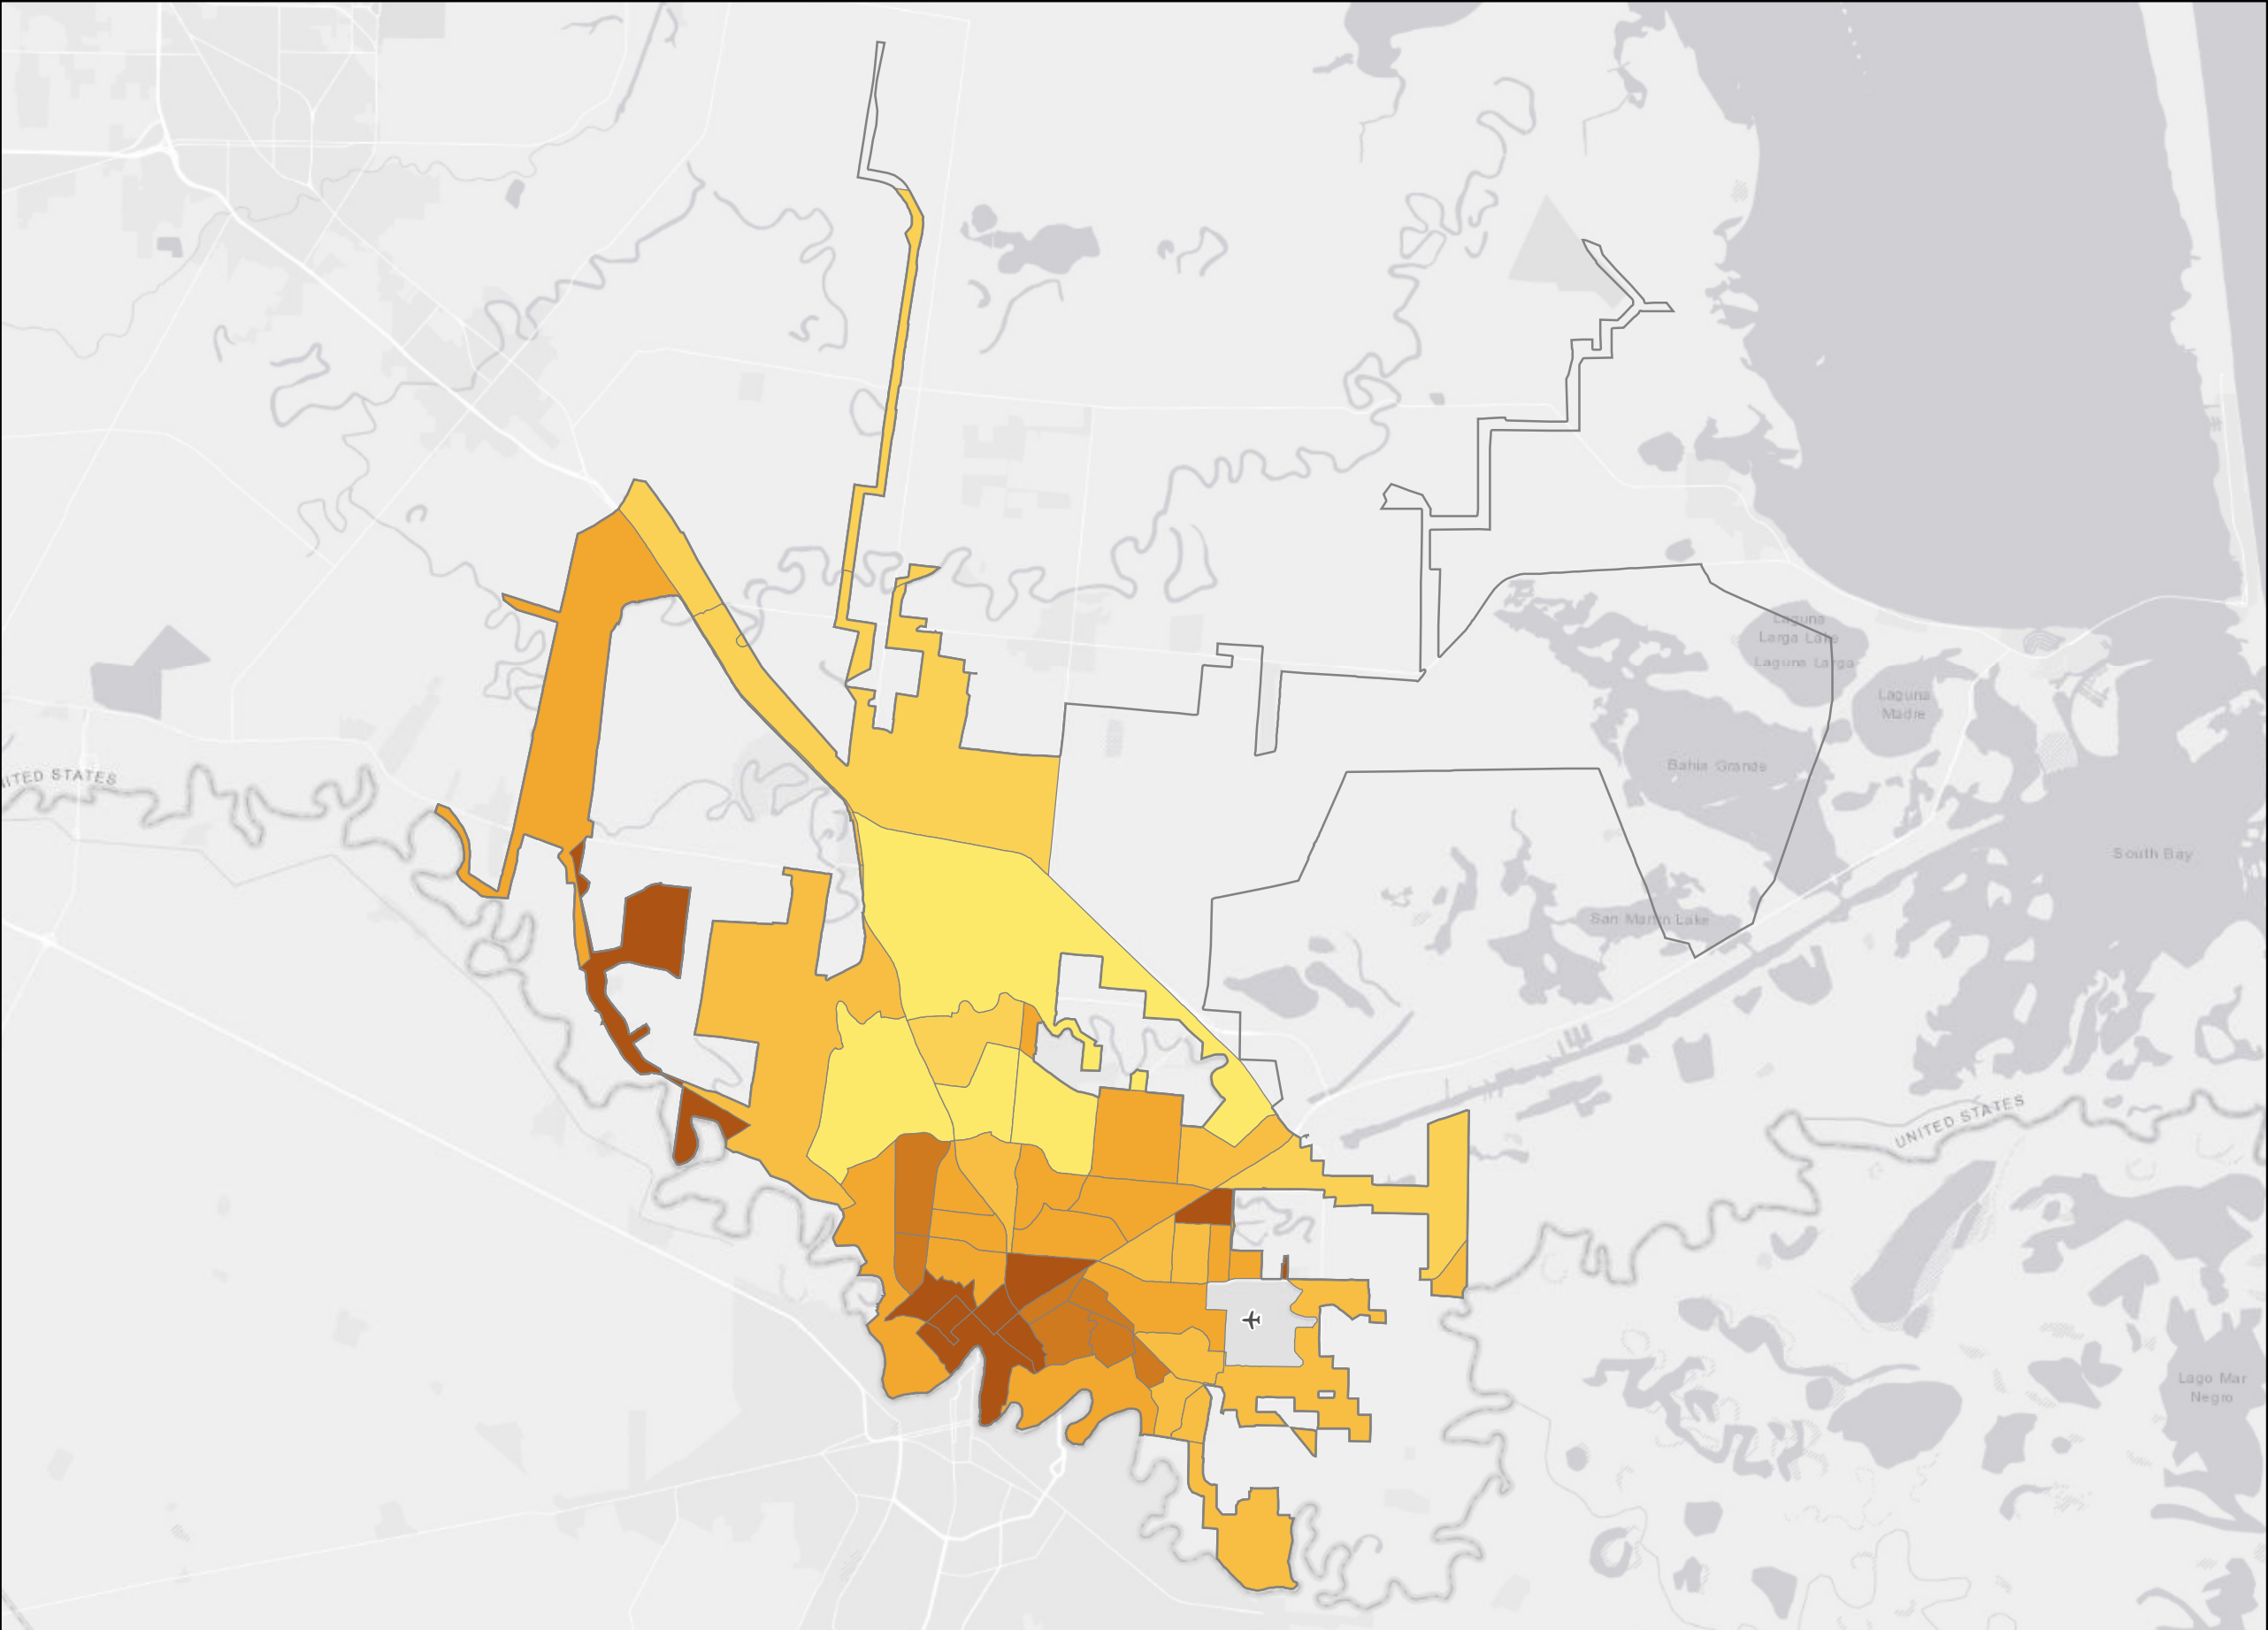 Laguna
Larga Lake
Laguna Larga
Laguna
Madre
NITED STATES
Bahia Grande
South Bay
San Martin Lake
UNITED STATES
Lago Mar
Negro